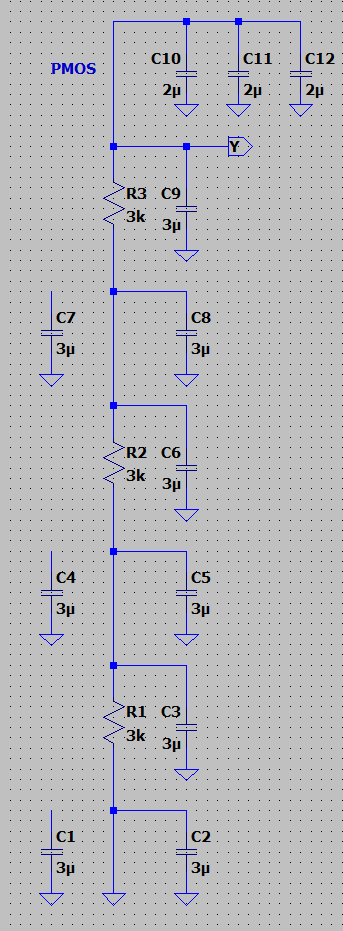 C10 C11 C12
PMOS
2µ 2µ 2µ
Y
R3 C9
3k 3µ
C7 C8
3µ 3µ
R2 C6
3k 3µ
C4 C5
3µ 3µ
R1 C3
3k 3µ
C1 C2
3µ 3µ